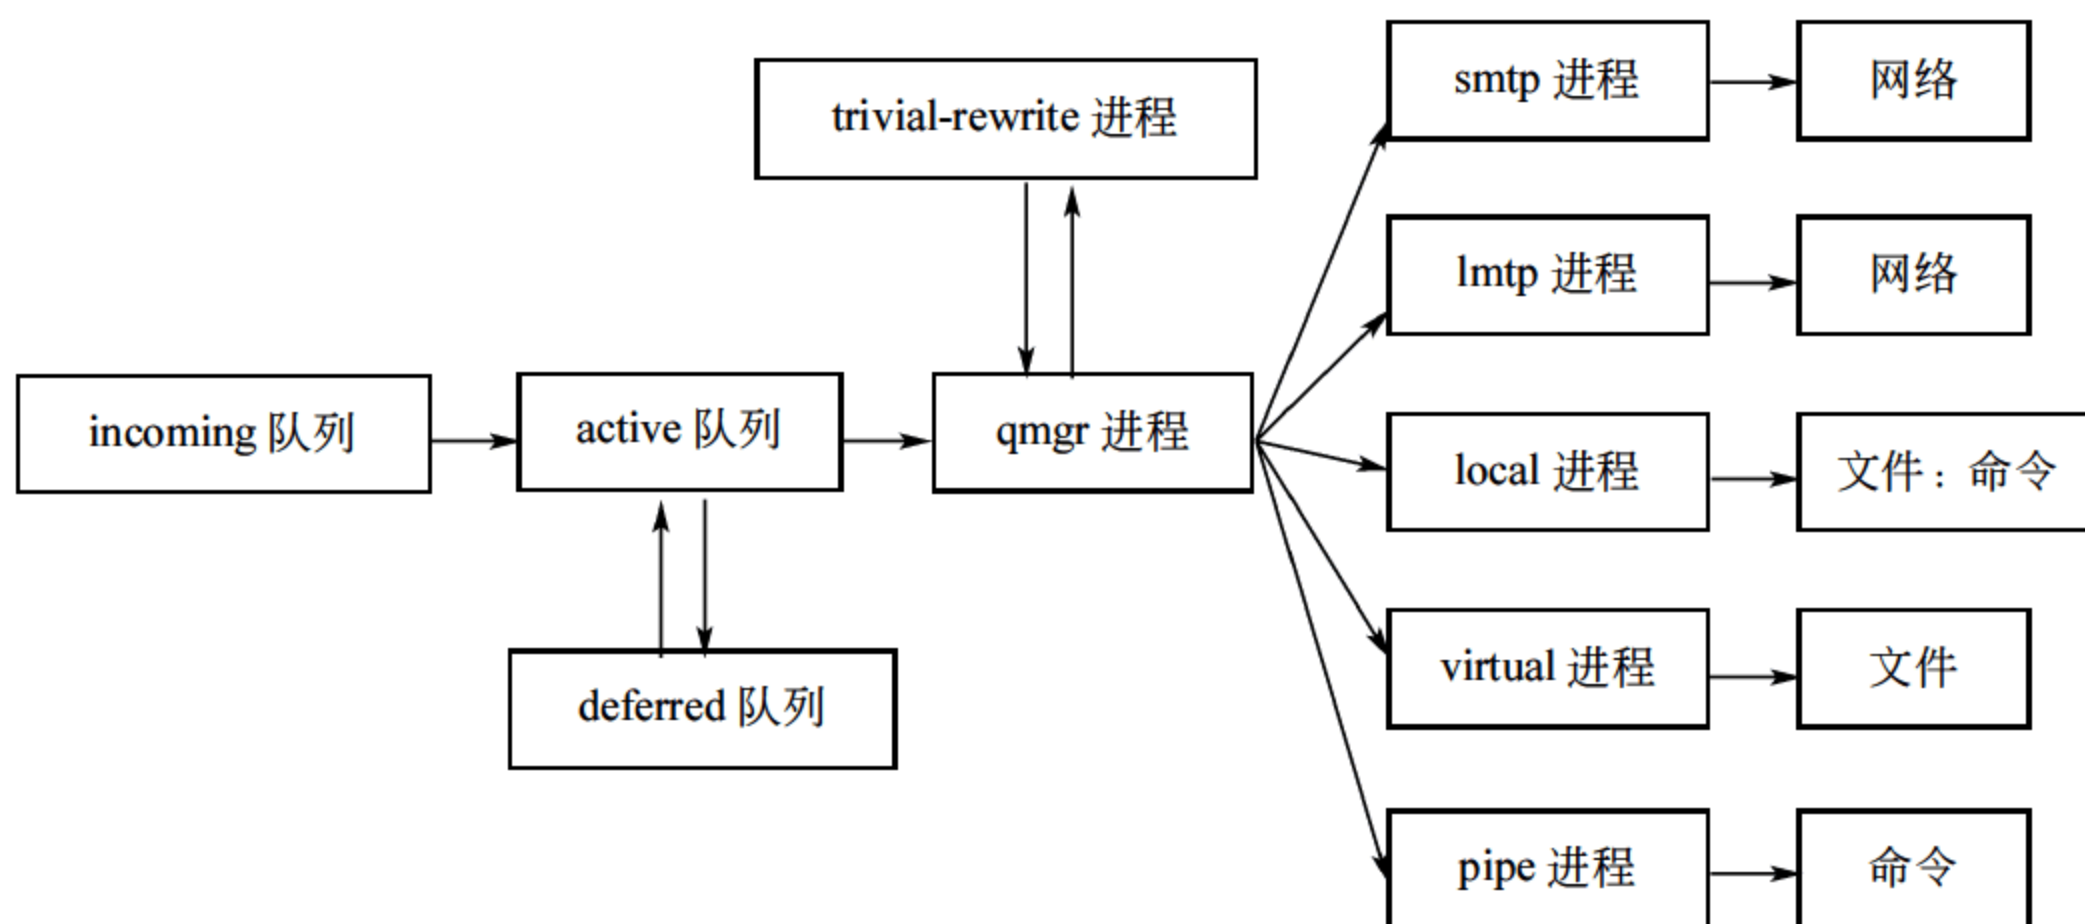 smtp 进程
网络
trivial-rewrite 进程
lmtp 进程
网络
incoming 队列
active 队列
qmgr 进程
local 进程
文件：命令
deferred 队列
virtual 进程
文件
pipe 进程
命令